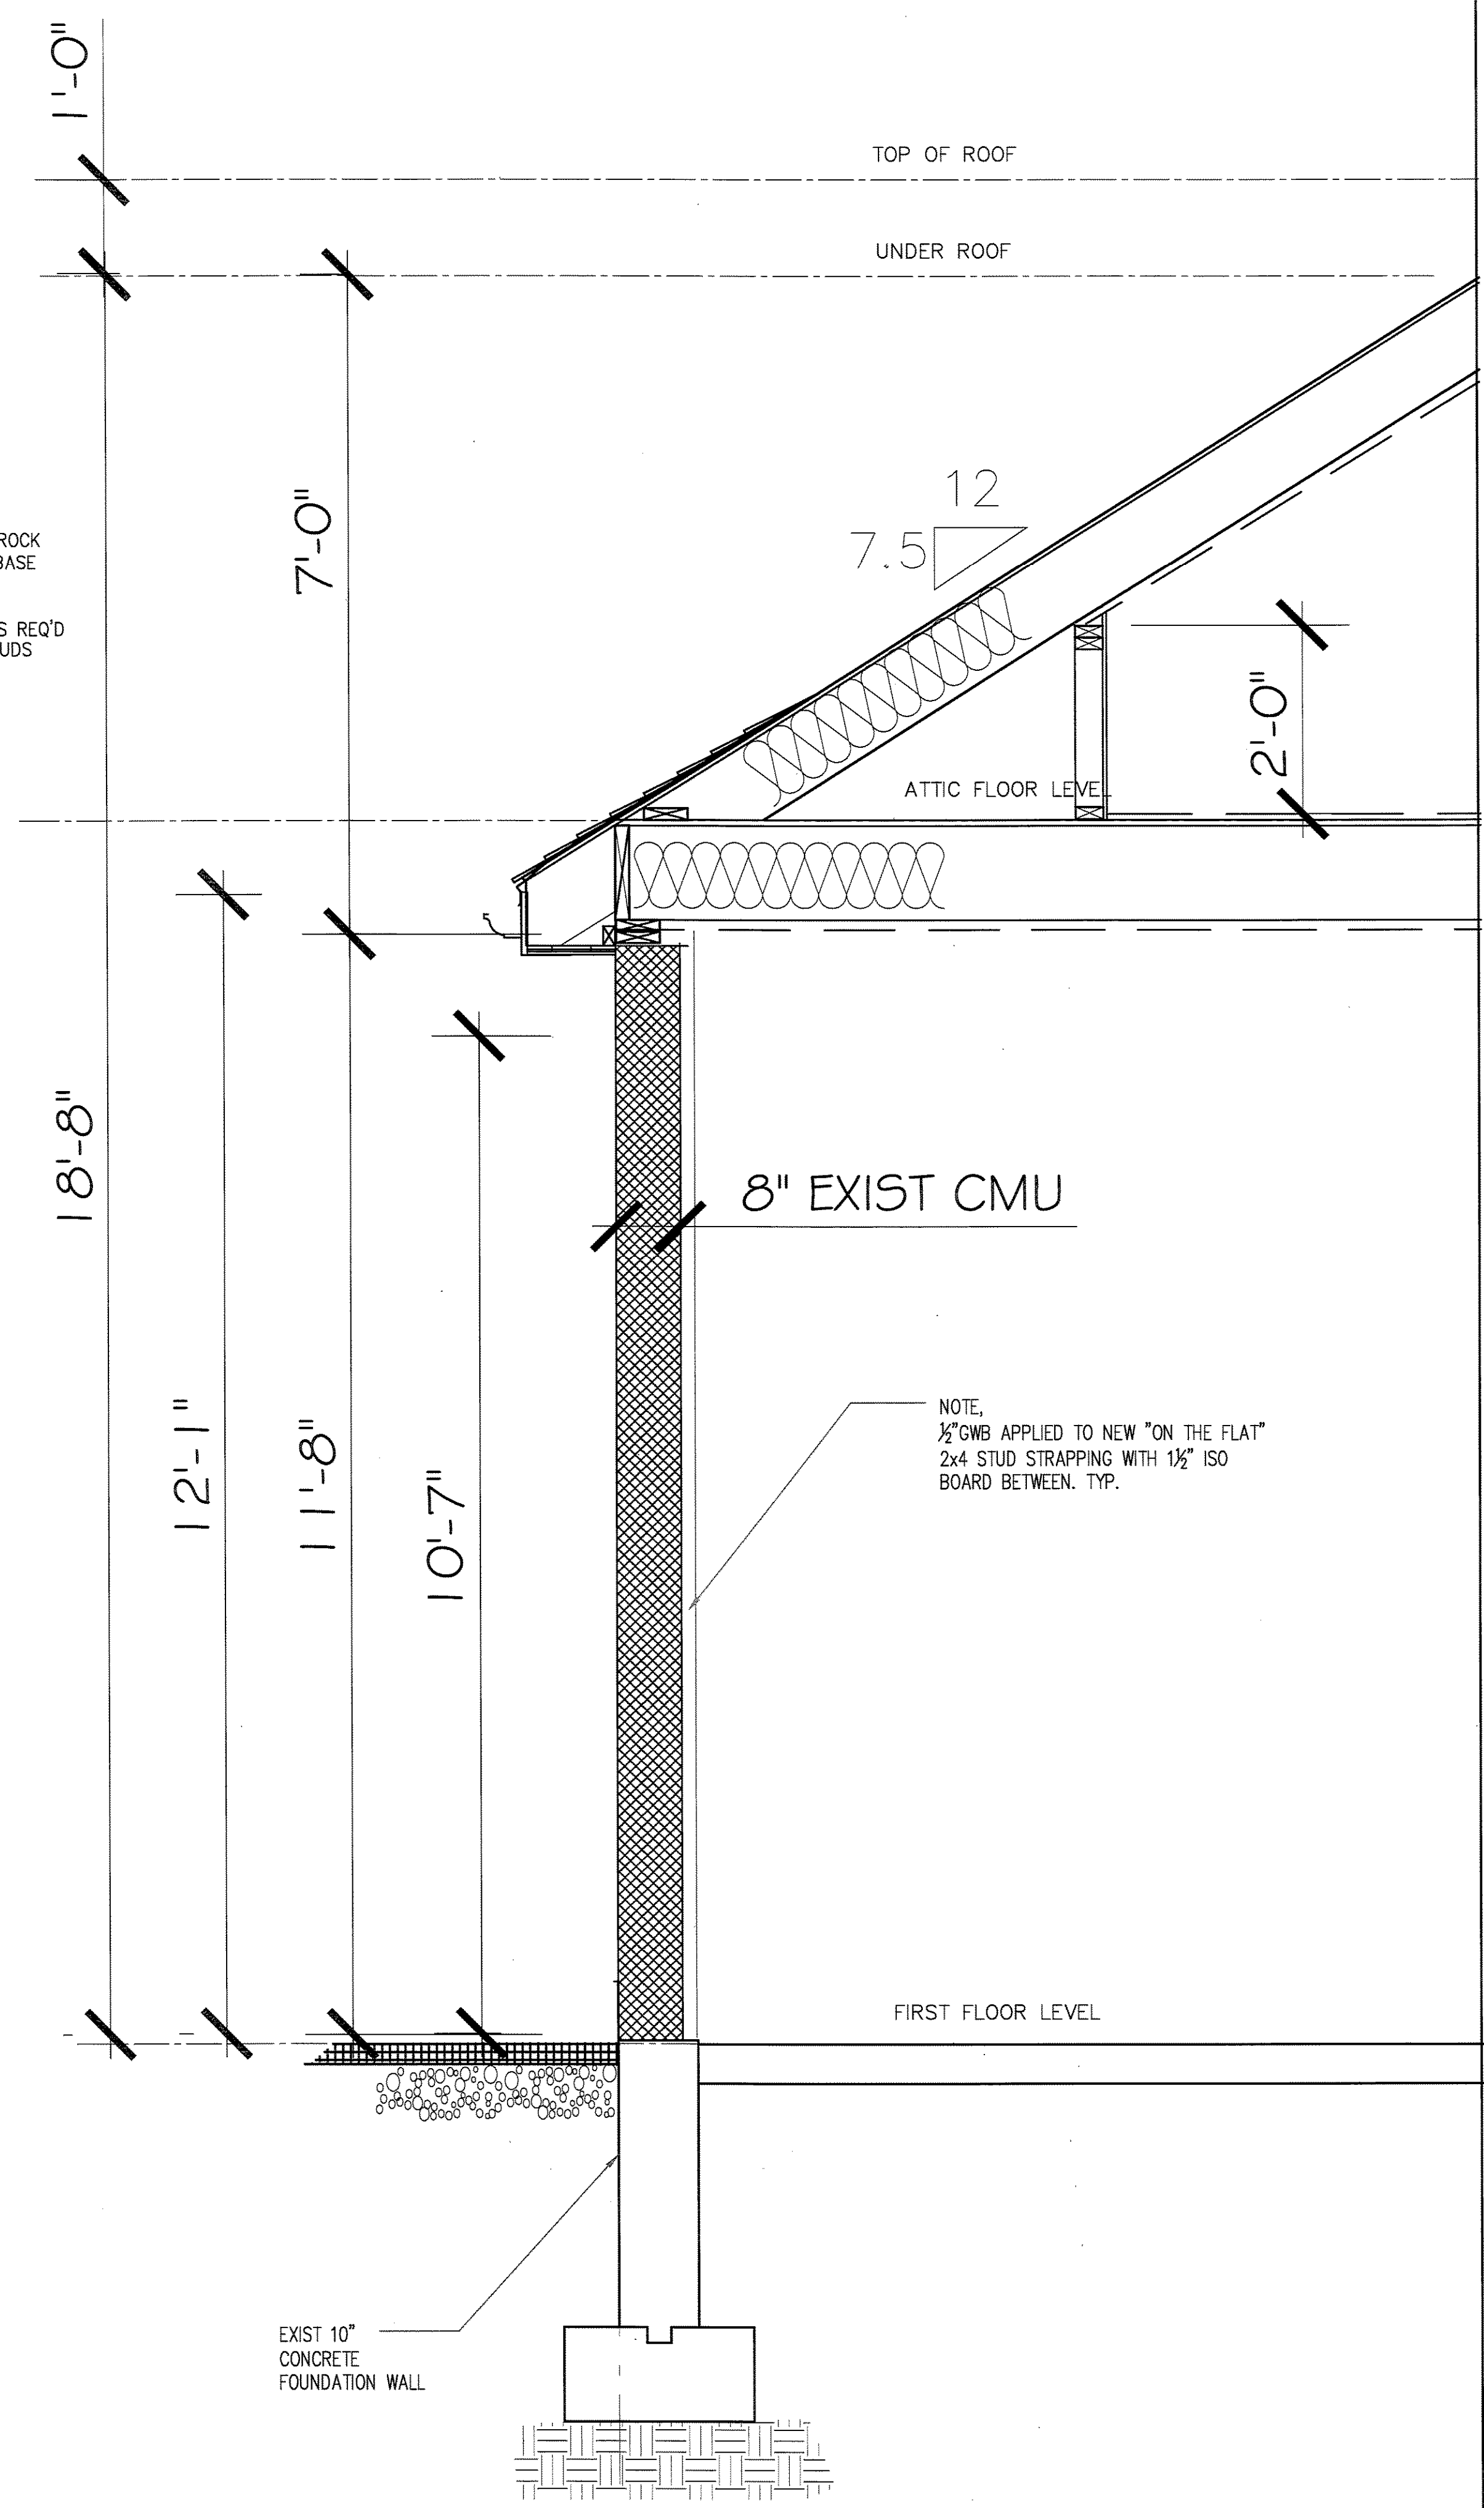 1'-0"
TOP OF ROOF
UNDER ROOF
12
7.5
7'-0"
ROCK
BASE
S REQ'D
UDS
2'-0"
ATTIC FLOOR LEVEL
18'-8"
8" EXIST CMU
12'-1"
11'-8"
10'-7"
NOTE,
½"GWB APPLIED TO NEW "ON THE FLAT"
2x4 STUD STRAPPING WITH 1½" ISO
BOARD BETWEEN. TYP.
FIRST FLOOR LEVEL
EXIST 10"
CONCRETE
FOUNDATION WALL